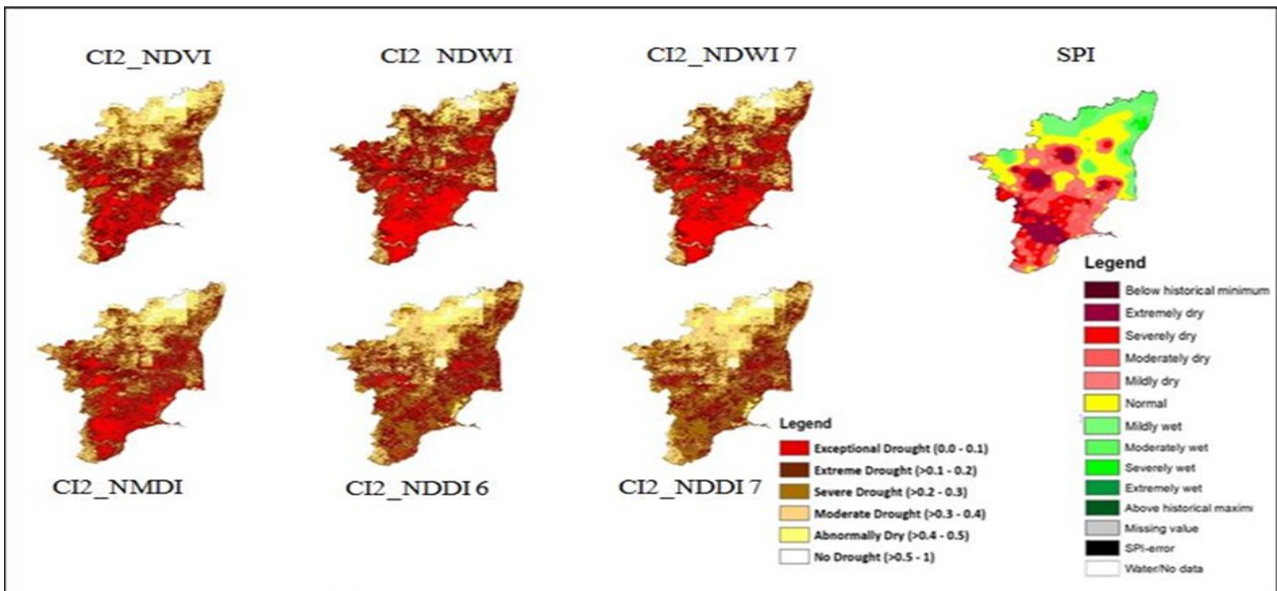 CI2_NDVI
CI2 NDWI
CI2_NDWI 7
SPI
CI2_NMDI
CI2_NDDI 6
CI2_NDDI 7
Legend
Exceptional Drought (0.0 - 0.1)
Extreme Drought (>0.1 - 0.2)
Severe Drought (>0.2 - 0.3)
Moderate Drought (>0.3 - 0.4)
Abnormally Dry (>0.4 - 0.5)
No Drought (>0.5 - 1)
Legend
Below historical minimum
Extremely dry
Severely dry
Moderately dry
Mildly dry
Normal
Mildly wet
Moderately wet
Severely wet
Extremely wet
Above historical maxim
Missing value
SPI-error
Water/No data